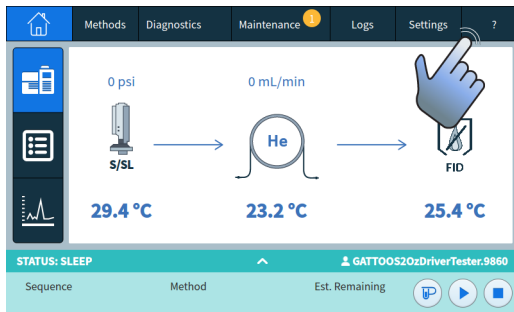 Methods Diagnostics Maintenance 1 Logs Settings ?
0 psi 0 mL/min
He
S/SL FID
29.4 °C 23.2 °C 25.4 °C
STATUS: SLEEP GATTOOS2OzDriverTester.9860
Sequence Method Est. Remaining